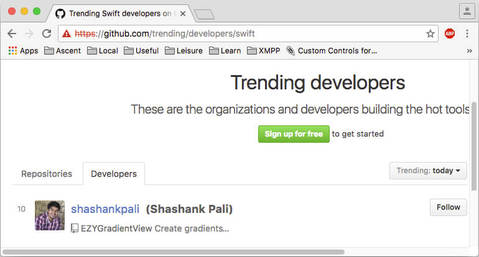 Trending Swift developers on
https://github.com/trending/developers/swift
Apps Ascent Local Useful Leisure Learn XMPP Custom Controls for…
Trending developers
These are the organizations and developers building the hot tools
Sign up for free to get started
Repositories Developers Trending: today
10 shashankpali (Shashank Pali) Follow
EZYGradientView Create gradients...